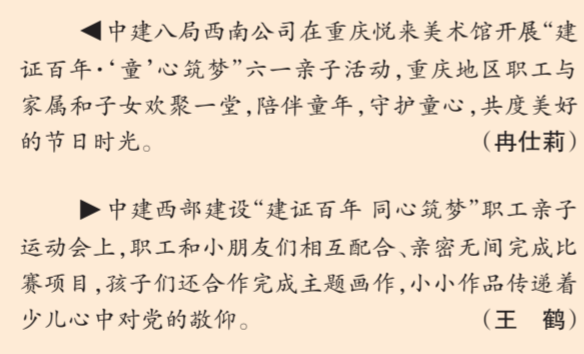 ◀中建八局西南公司在重庆悦来美术馆开展“建
证百年·‘童’心筑梦”六一亲子活动,重庆地区职工与
家属和子女欢聚一堂,陪伴童年,守护童心,共度美好
的节日时光。 (冉仕莉)
▶中建西部建设“建证百年 同心筑梦”职工亲子
运动会上,职工和小朋友们相互配合、亲密无间完成比
赛项目,孩子们还合作完成主题画作,小小作品传递着
少儿心中对党的敬仰。 (王 鹤)